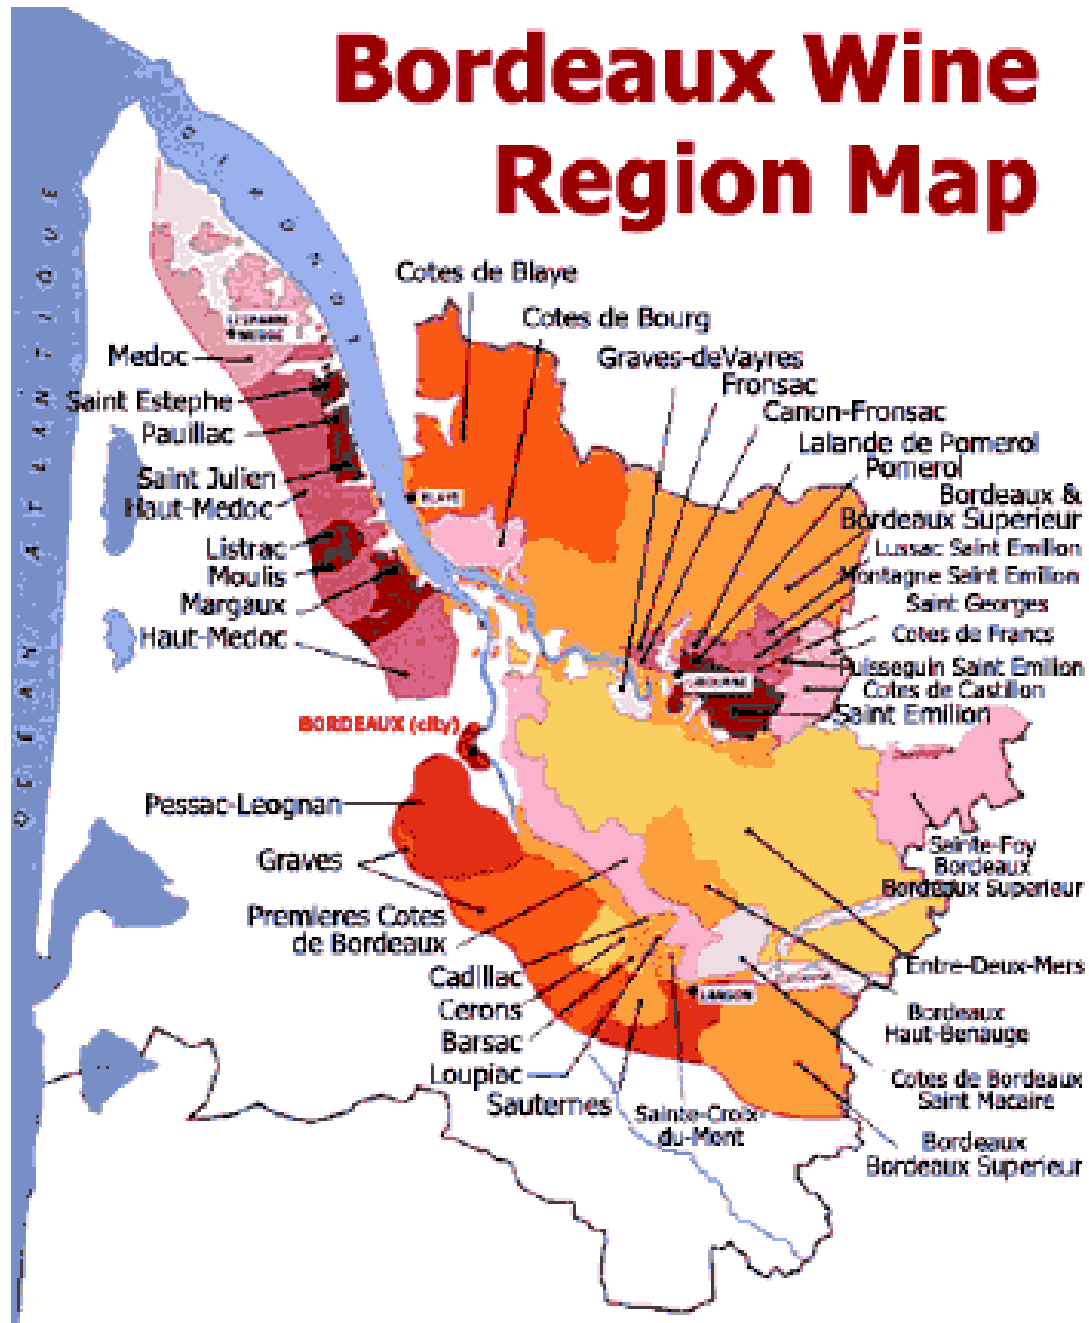 Bordeaux Wine
Region Map
GIRONDE
OCEAN ATLANTIQUE
Cotes de Blaye
Cotes de Bourg
Graves-deVayres
Fronsac
Canon-Fronsac
Lalande de Pomerol
Pomerol
Bordeaux &
Bordeaux Superieur
Lussac Saint Emilion
Montagne Saint Emilion
Saint Georges
Cotes de Francs
Puisseguin Saint Emilion
Cotes de Castillon
Saint Emilion
Medoc
Saint Estephe
Pauillac
Saint Julien
Haut-Medoc
Listrac
Moulis
Margaux
Haut-Medoc
BLAYE
LIBOURNE
BORDEAUX (city)
Pessac-Leognan
Graves
Premieres Cotes
de Bordeaux
Cadillac
Cerons
Barsac
Loupiac
Sauternes
Sainte-Croix-
du-Mont
LANGON
Sainte-Foy
Bordeaux
Bordeaux Superieur
Entre-Deux-Mers
Bordeaux
Haut-Benauge
Cotes de Bordeaux
Saint Macaire
Bordeaux
Bordeaux Superieur